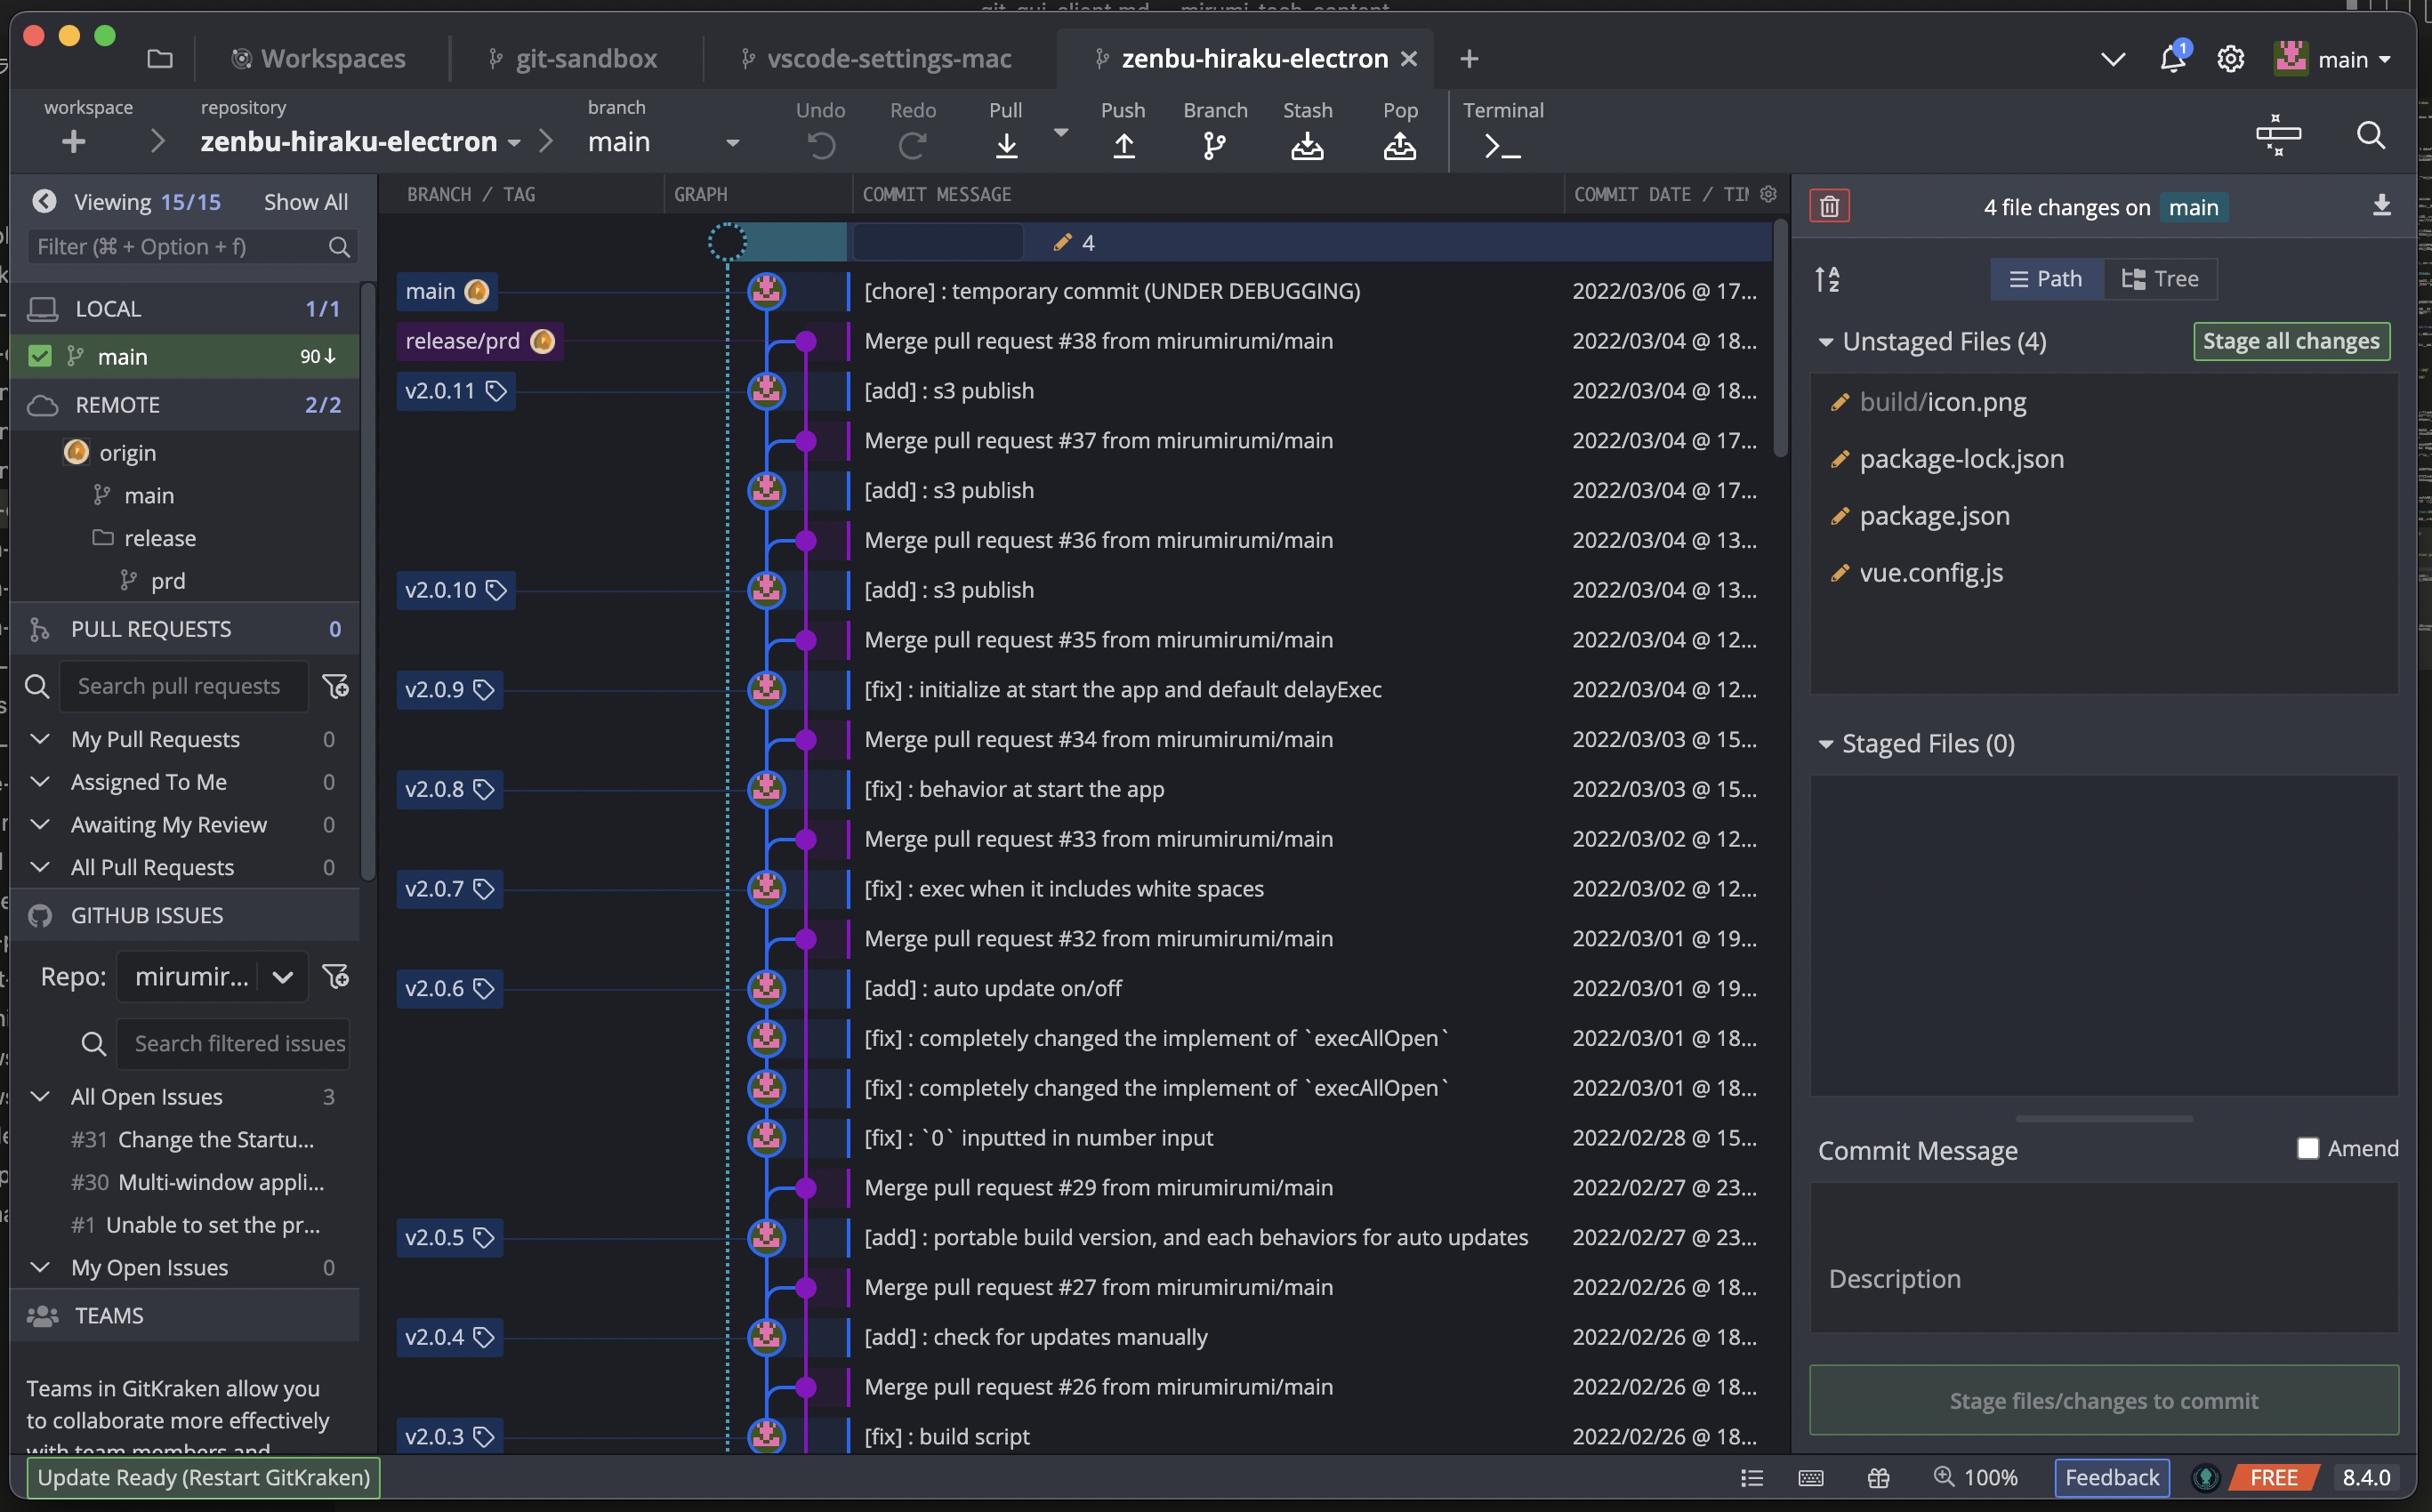 Workspaces
git-sandbox
vscode-settings-mac
zenbu-hiraku-electron
1
main
workspace
repository
zenbu-hiraku-electron
branch
main
Undo
Redo
Pull
Push
Branch
Stash
Pop
Terminal
Viewing 15/15 Show All
Filter (⌘ + Option + f)
LOCAL 1/1
main 90↓
REMOTE 2/2
origin
main
release
prd
PULL REQUESTS 0
Search pull requests
My Pull Requests 0
Assigned To Me 0
Awaiting My Review 0
All Pull Requests 0
GITHUB ISSUES
Repo: mirumir...
Search filtered issues
All Open Issues 3
#31 Change the Startu...
#30 Multi-window appli...
#1 Unable to set the pr...
My Open Issues 0
TEAMS
Teams in GitKraken allow you
to collaborate more effectively
with team members and
BRANCH / TAG GRAPH COMMIT MESSAGE COMMIT DATE / TIM
4
main [chore] : temporary commit (UNDER DEBUGGING) 2022/03/06 @ 17...
release/prd Merge pull request #38 from mirumirumi/main 2022/03/04 @ 18...
v2.0.11 [add] : s3 publish 2022/03/04 @ 18...
Merge pull request #37 from mirumirumi/main 2022/03/04 @ 17...
[add] : s3 publish 2022/03/04 @ 17...
Merge pull request #36 from mirumirumi/main 2022/03/04 @ 13...
v2.0.10 [add] : s3 publish 2022/03/04 @ 13...
Merge pull request #35 from mirumirumi/main 2022/03/04 @ 12...
v2.0.9 [fix] : initialize at start the app and default delayExec 2022/03/04 @ 12...
Merge pull request #34 from mirumirumi/main 2022/03/03 @ 15...
v2.0.8 [fix] : behavior at start the app 2022/03/03 @ 15...
Merge pull request #33 from mirumirumi/main 2022/03/02 @ 12...
v2.0.7 [fix] : exec when it includes white spaces 2022/03/02 @ 12...
Merge pull request #32 from mirumirumi/main 2022/03/01 @ 19...
v2.0.6 [add] : auto update on/off 2022/03/01 @ 19...
[fix] : completely changed the implement of `execAllOpen` 2022/03/01 @ 18...
[fix] : completely changed the implement of `execAllOpen` 2022/03/01 @ 18...
[fix] : `0` inputted in number input 2022/02/28 @ 15...
Merge pull request #29 from mirumirumi/main 2022/02/27 @ 23...
v2.0.5 [add] : portable build version, and each behaviors for auto updates 2022/02/27 @ 23...
Merge pull request #27 from mirumirumi/main 2022/02/26 @ 18...
v2.0.4 [add] : check for updates manually 2022/02/26 @ 18...
Merge pull request #26 from mirumirumi/main 2022/02/26 @ 18...
v2.0.3 [fix] : build script 2022/02/26 @ 18...
4 file changes on main
Path
Tree
Unstaged Files (4)
Stage all changes
build/icon.png
package-lock.json
package.json
vue.config.js
Staged Files (0)
Commit Message
Amend
Description
Stage files/changes to commit
Update Ready (Restart GitKraken)
100%
Feedback
FREE
8.4.0